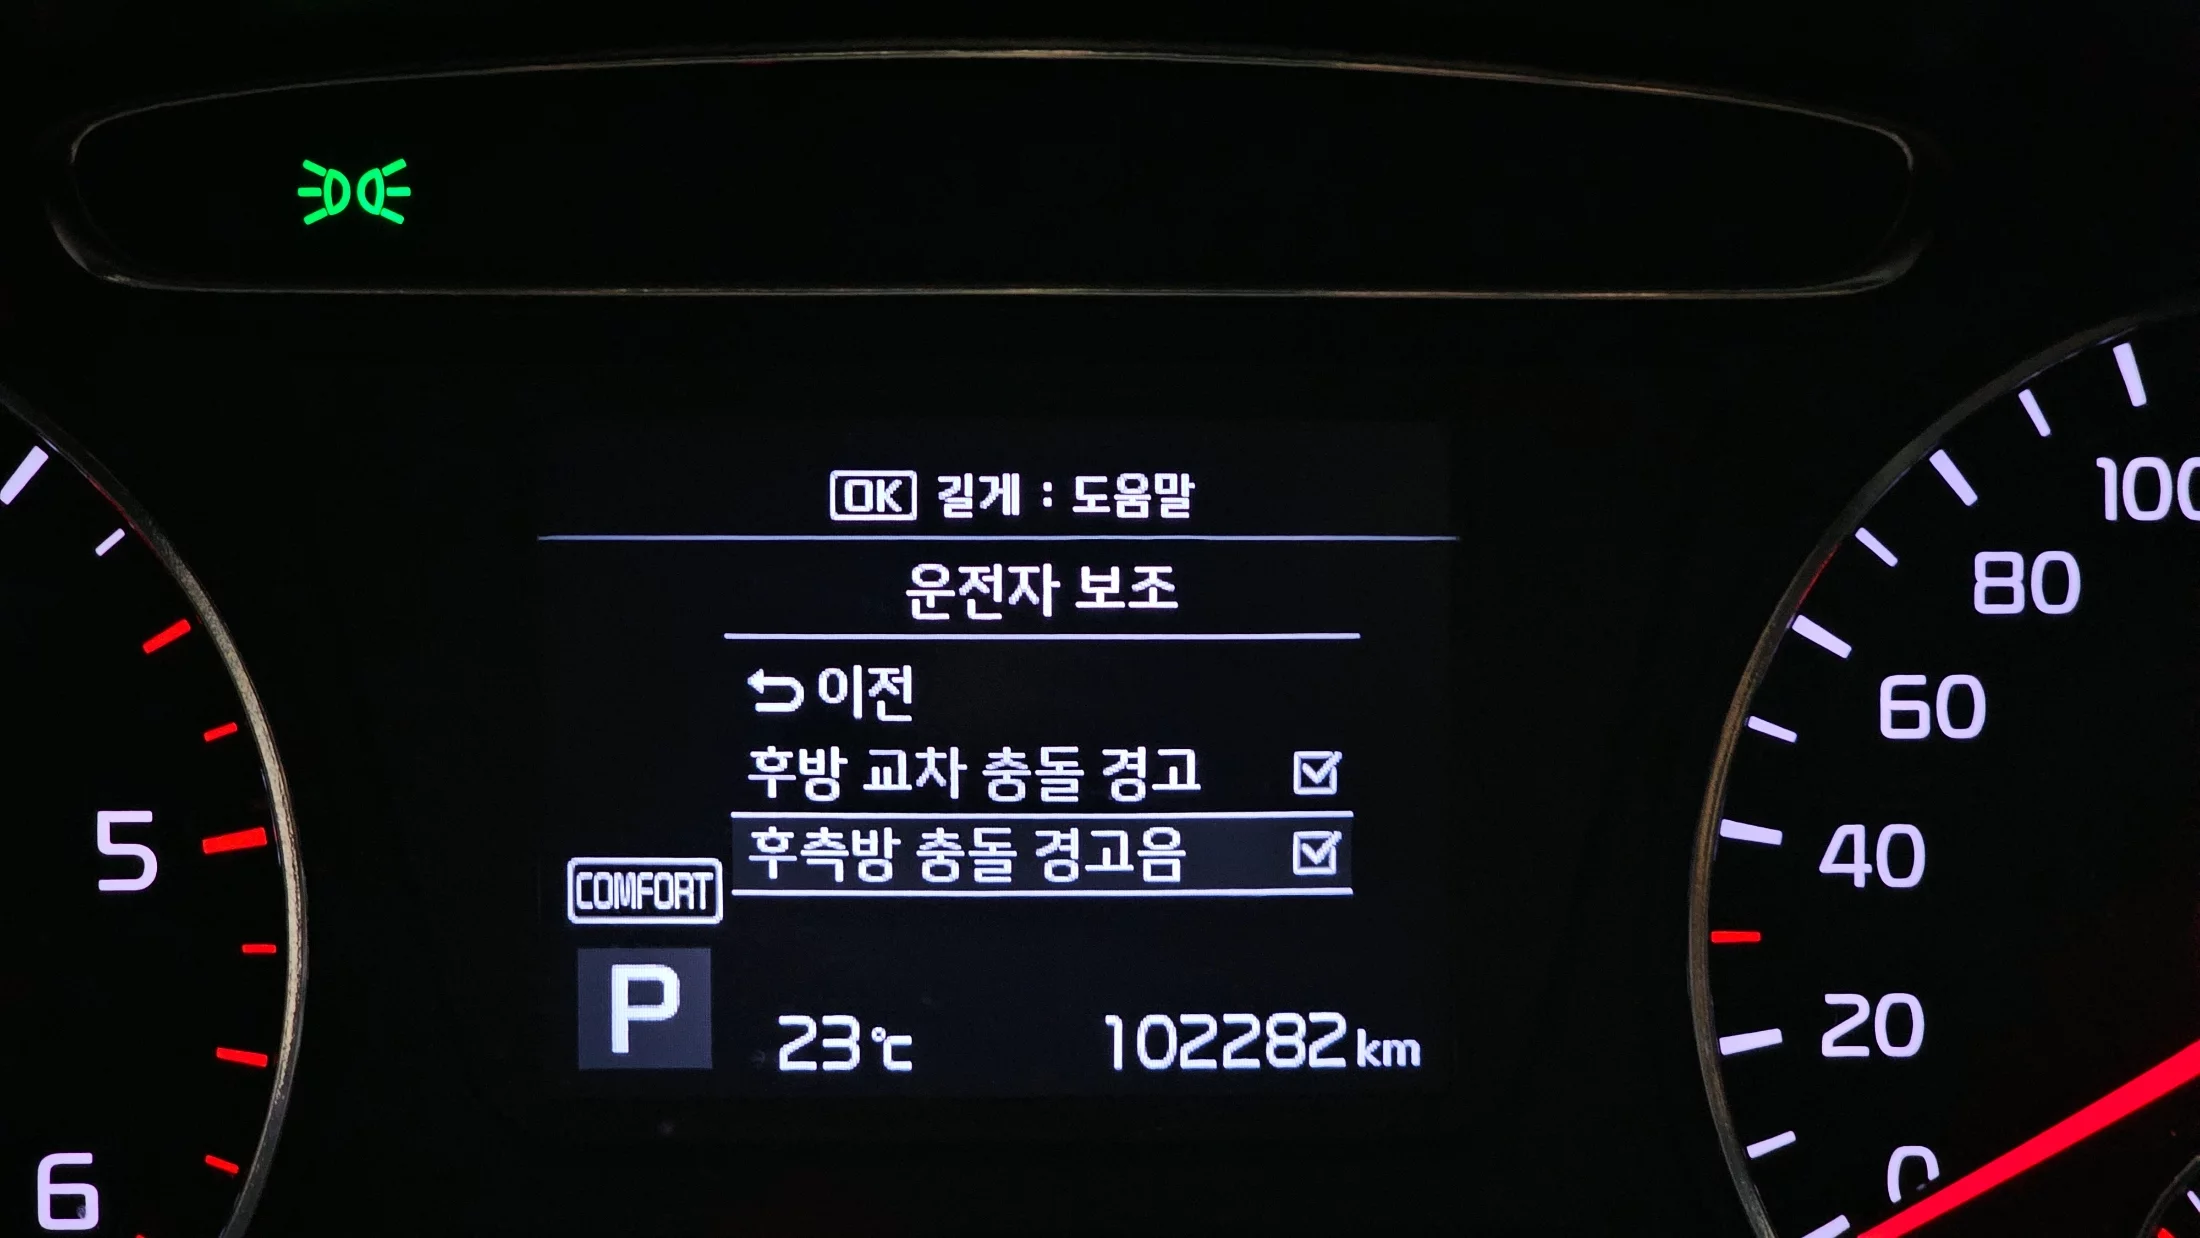 OK 길게 : 도움말
운전자 보조
이전
후방 교차 충돌 경고
후측방 충돌 경고음
COMFORT
P
23℃
102282 km
5
6
100
80
60
40
20
0